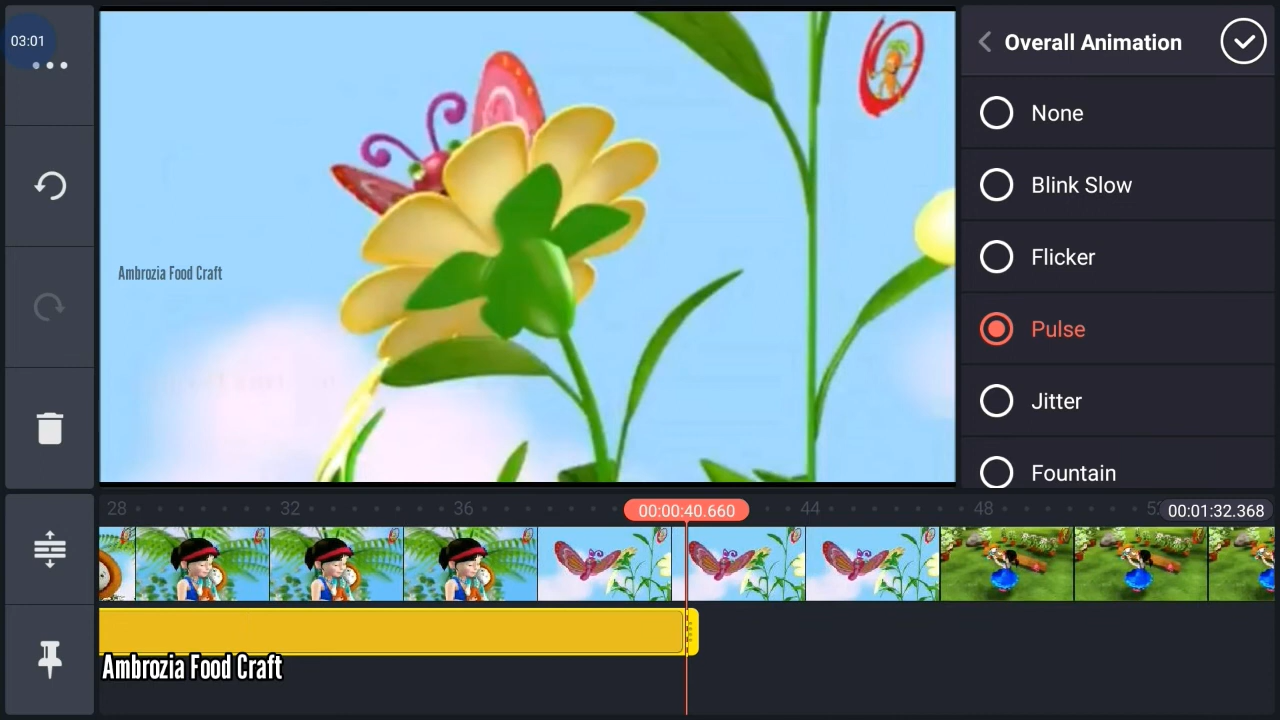 03:01
Overall Animation
None
Blink Slow
Flicker
Pulse
Jitter
Fountain
Ambrozia Food Craft
28
32
36
00:00:40.660
44
48
00:01:32.368
Ambrozia Food Craft